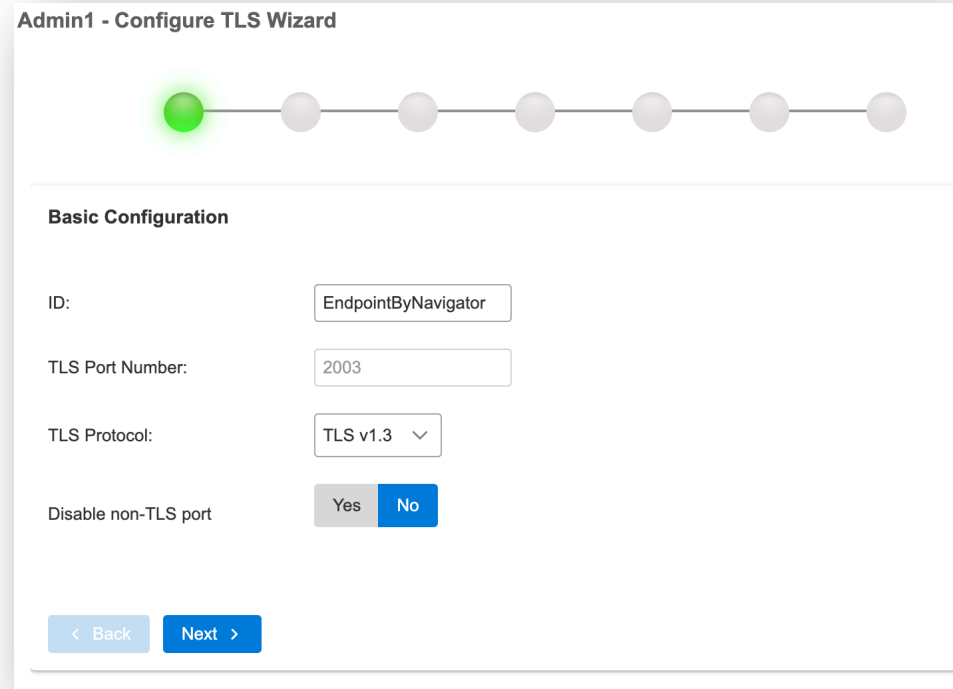 Admin1 - Configure TLS Wizard
Basic Configuration
ID: EndpointByNavigator
TLS Port Number: 2003
TLS Protocol: TLS v1.3
Disable non-TLS port Yes No
Back Next